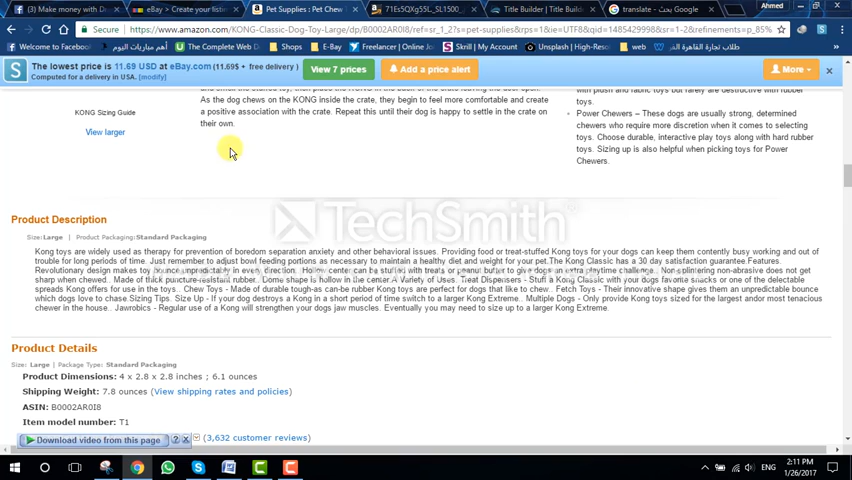 (3) Make money with D
eBay > Create your listin
Pet Supplies : Pet Chew
71Es5QXg55L_SL1500_
Title Builder | Title Builde
translate - Google بحث
Ahmed
Secure
https://www.amazon.com/KONG-Classic-Dog-Toy-Large/dp/B0002AR0I8/ref=sr_1_2?s=pet-supplies&rps=1&ie=UTF8&qid=1485429998&sr=1-2&refinements=p_85
Welcome to Facebook
أهم مباريات اليوم
The Complete Web D
Shops
E-Bay
Freelancer | Online Jo
Skrill | My Account
Unsplash | High-Reso
web
طلاب تجارة القاهرة
The lowest price is 11.69 USD at eBay.com (11.69$ + free delivery)
Computed for a delivery in USA. [modify]
View 7 prices
Add a price alert
More
As the dog chews on the KONG inside the crate, they begin to feel more comfortable and create
a positive association with the crate. Repeat this until their dog is happy to settle in the crate on
their own.
KONG Sizing Guide
View larger
with plush and fabric toys but rarely are destructive with rubber
toys.
Power Chewers – These dogs are usually strong, determined
chewers who require more discretion when it comes to selecting
toys. Choose durable, interactive play toys along with hard rubber
toys. Sizing up is also helpful when picking toys for Power
Chewers.
TechSmith
Product Description
Size:Large | Product Packaging:Standard Packaging
Kong toys are widely used as therapy for prevention of boredom separation anxiety and other behavioral issues. Providing food or treat-stuffed Kong toys for your dogs can keep them contently busy working and out of
trouble for long periods of time. Just remember to adjust bowl feeding portions as necessary to maintain a healthy diet and weight for your pet.The Kong Classic has a 30 day satisfaction guarantee.Features.
Revolutionary design makes toy bounce unpredictably in every direction.. Hollow center can be stuffed with treats or peanut butter to give dogs an extra playtime challenge.. Non-splintering non-abrasive does not get
sharp when chewed.. Made of thick puncture-resistant rubber. Dome shape is hollow in the center.A Variety of Uses. Treat Dispensers - Stuff a Kong Classic with your dogs favorite snacks or one of the delectable
spreads Kong offers for use in the toys.. Chew Toys - Made of durable tough-as can-be rubber Kong toys are perfect for dogs that like to chew.. Fetch Toys - Their innovative shape gives them an unpredictable bounce
which dogs love to chase.Sizing Tips. Size Up - If your dog destroys a Kong in a short period of time switch to a larger Kong Extreme.. Multiple Dogs - Only provide Kong toys sized for the largest and/or most tenacious
chewer in the house.. Jawrobics - Regular use of a Kong will strengthen your dogs jaw muscles. Eventually you may need to size up to a larger Kong Extreme.
Product Details
Size: Large | Package Type: Standard Packaging
Product Dimensions: 4 x 2.8 x 2.8 inches ; 6.1 ounces
Shipping Weight: 7.8 ounces (View shipping rates and policies)
ASIN: B0002AR0I8
Item model number: T1
Download video from this page
?
(3,632 customer reviews)
ENG
2:11 PM
1/26/2017